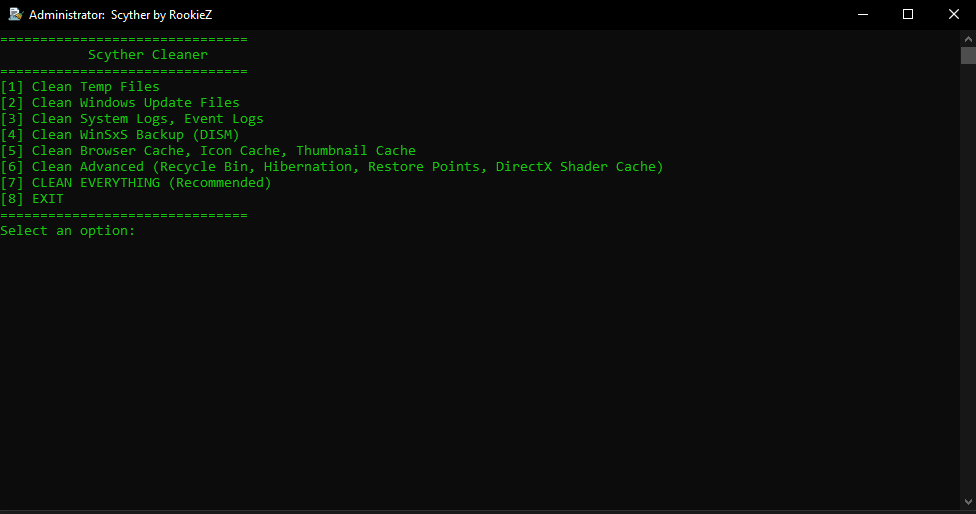 Administrator:  Scyther by RookieZ
===============================
           Scyther Cleaner
===============================
[1] Clean Temp Files
[2] Clean Windows Update Files
[3] Clean System Logs, Event Logs
[4] Clean WinSxS Backup (DISM)
[5] Clean Browser Cache, Icon Cache, Thumbnail Cache
[6] Clean Advanced (Recycle Bin, Hibernation, Restore Points, DirectX Shader Cache)
[7] CLEAN EVERYTHING (Recommended)
[8] EXIT
===============================
Select an option: